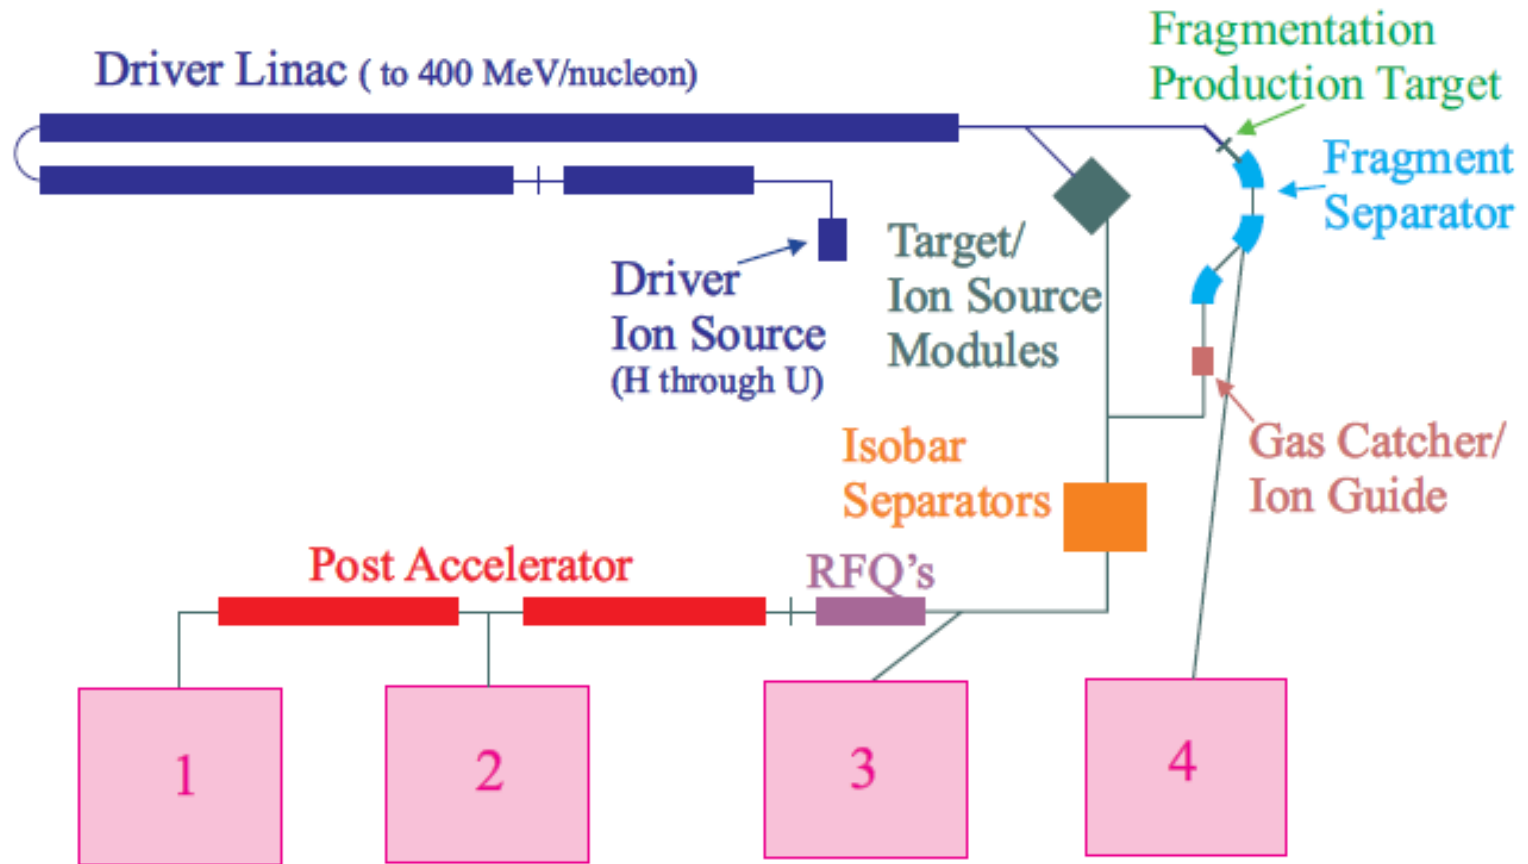 Driver Linac ( to 400 MeV/nucleon)
Fragmentation
Production Target
Fragment
Separator
Target/
Ion Source
Modules
Driver
Ion Source
(H through U)
Gas Catcher/
Ion Guide
Isobar
Separators
Post Accelerator
RFQ's
1
2
3
4